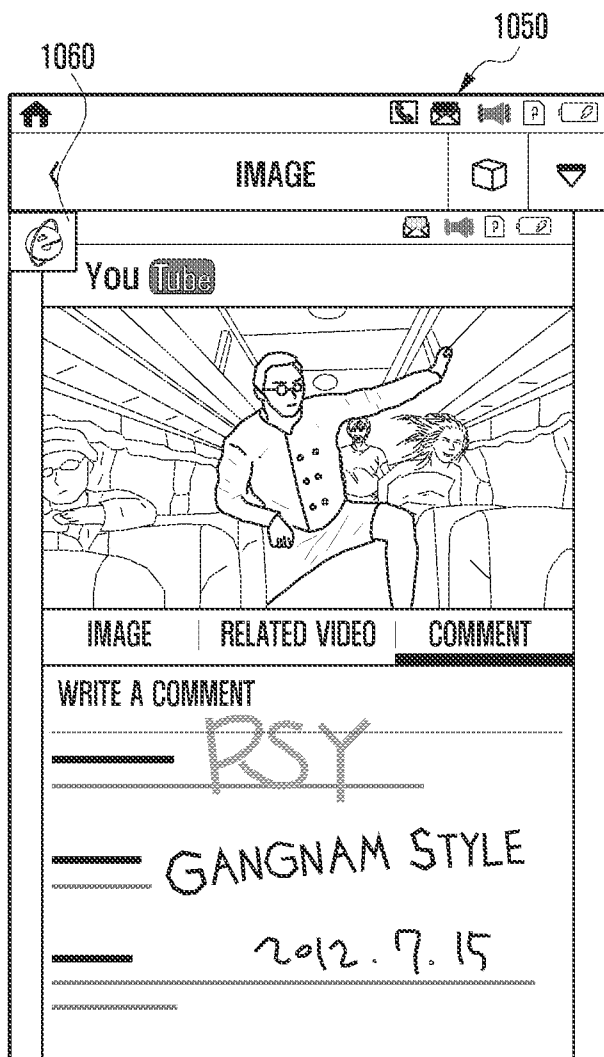 1050
1060
IMAGE
You Tube
IMAGE RELATED VIDEO COMMENT
WRITE A COMMENT
PSY
GANGNAM STYLE
2012. 7. 15